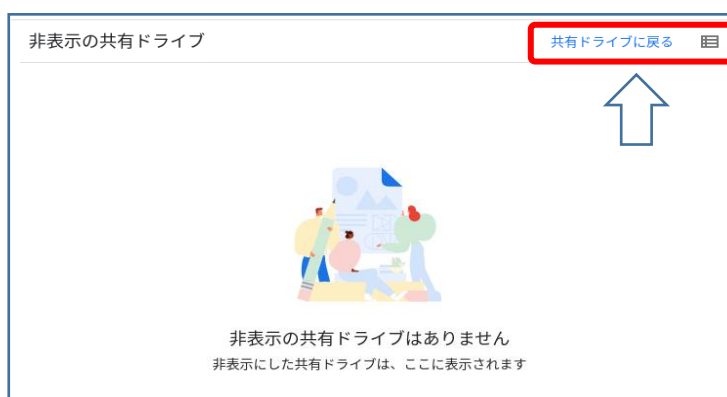 非表示の共有ドライブ
共有ドライブに戻る
非表示の共有ドライブはありません
非表示にした共有ドライブは、ここに表示されます